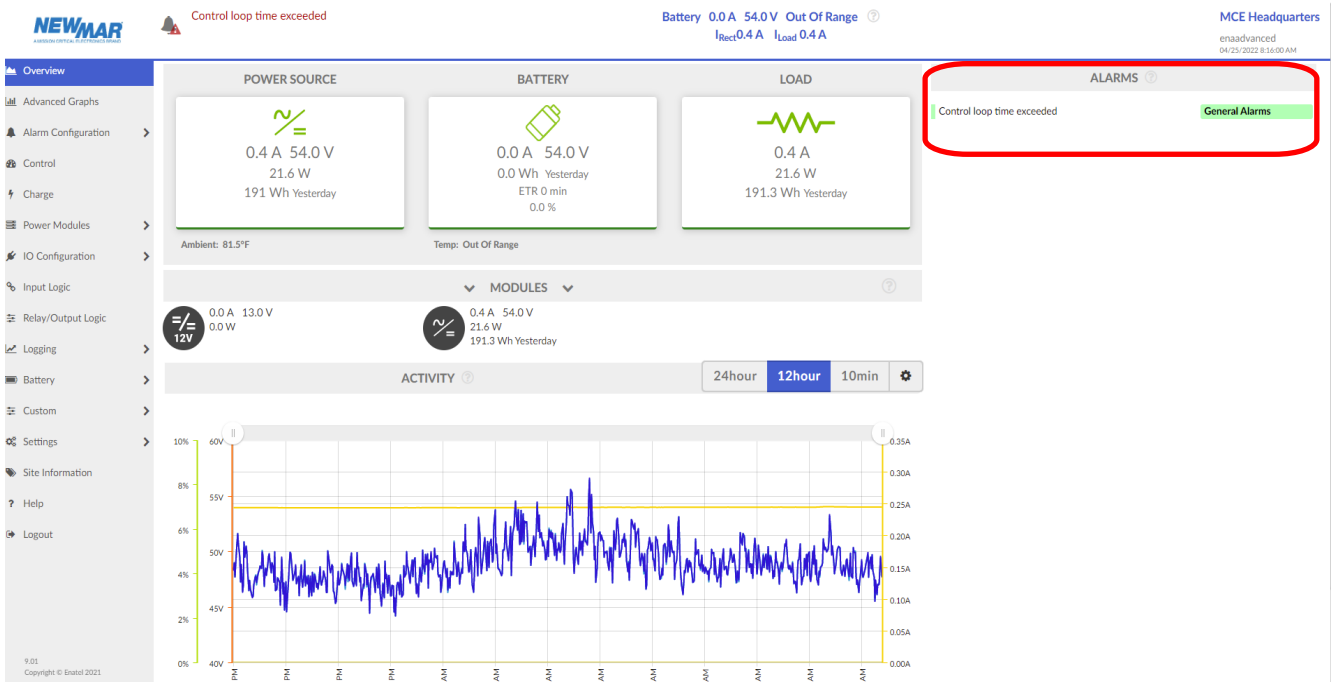 NEWMAR
A MISSION CRITICAL ELECTRONICS BRAND
Control loop time exceeded
Battery 0.0 A 54.0 V Out Of Range ?
IRect0.4 A ILoad 0.4 A
MCE Headquarters
enaadvanced
04/25/2022 8:16:00 AM
Overview
Advanced Graphs
Alarm Configuration
Control
Charge
Power Modules
IO Configuration
Input Logic
Relay/Output Logic
Logging
Battery
Custom
Settings
Site Information
? Help
Logout
9.01
Copyright © Enatel 2021
POWER SOURCE
0.4 A 54.0 V
21.6 W
191 Wh Yesterday
Ambient: 81.5°F
BATTERY
0.0 A 54.0 V
0.0 Wh Yesterday
ETR 0 min
0.0 %
Temp: Out Of Range
LOAD
0.4 A
21.6 W
191.3 Wh Yesterday
ALARMS ?
Control loop time exceeded
General Alarms
MODULES ?
12V
0.0 A 13.0 V
0.0 W
0.4 A 54.0 V
21.6 W
191.3 Wh Yesterday
ACTIVITY ?
24hour 12hour 10min
10% 60V 0.35A
0.30A
8%
55V
0.25A
6%
0.20A
50V
4%
0.15A
45V
0.10A
2%
0.05A
0% 40V 0.00A
PM PM PM PM AM AM AM AM AM AM AM AM AM